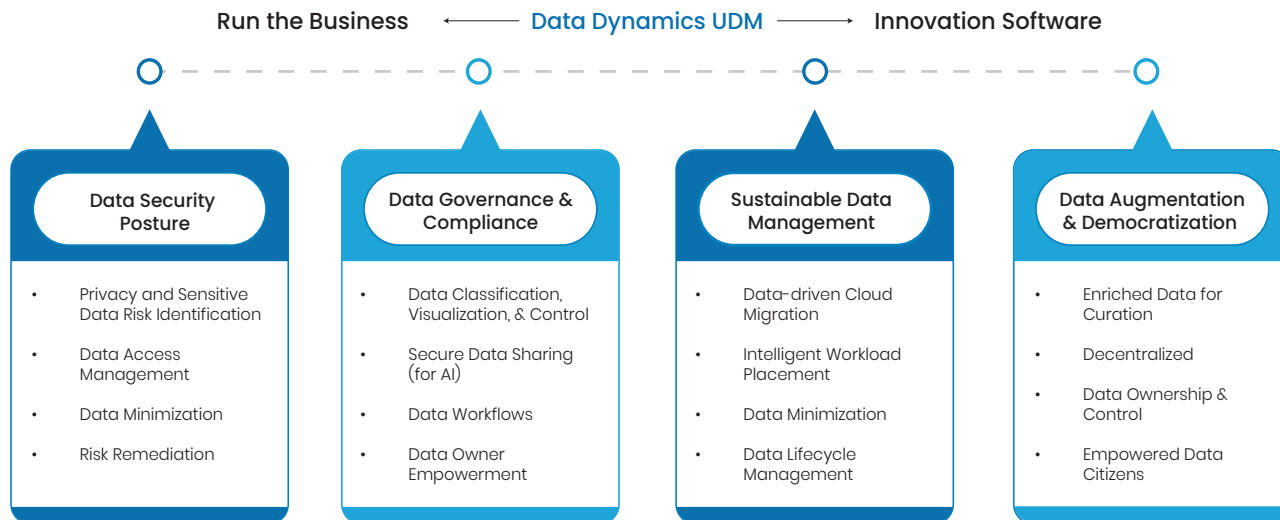 Run the Business
Data Dynamics UDM
Innovation Software
Data Security
Posture
• Privacy and Sensitive
Data Risk Identification
• Data Access
Management
• Data Minimization
• Risk Remediation
Data Governance &
Compliance
• Data Classification,
Visualization, & Control
• Secure Data Sharing
(for AI)
• Data Workflows
• Data Owner
Empowerment
Sustainable Data
Management
• Data-driven Cloud
Migration
• Intelligent Workload
Placement
• Data Minimization
• Data Lifecycle
Management
Data Augmentation
& Democratization
• Enriched Data for
Curation
• Decentralized
• Data Ownership &
Control
• Empowered Data
Citizens